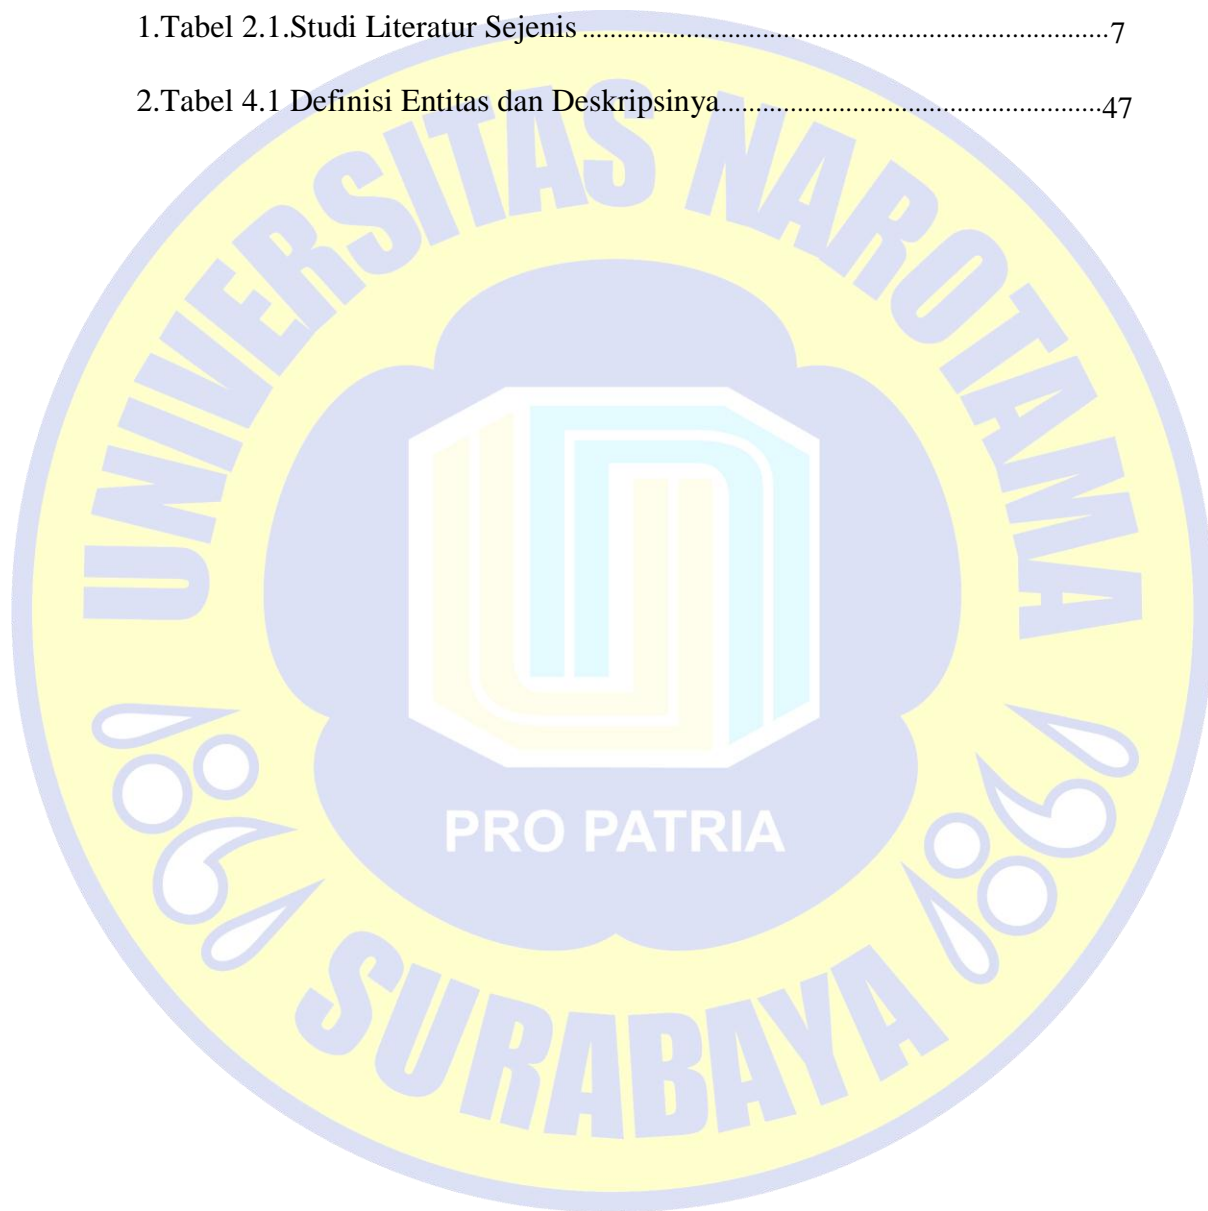 1.Tabel 2.1.Studi Literatur Sejenis ............................................................................7
2.Tabel 4.1 Definisi Entitas dan Deskripsinya.......................................................47
UNIVERSITAS NAROTAMA
PRO PATRIA
SURABAYA